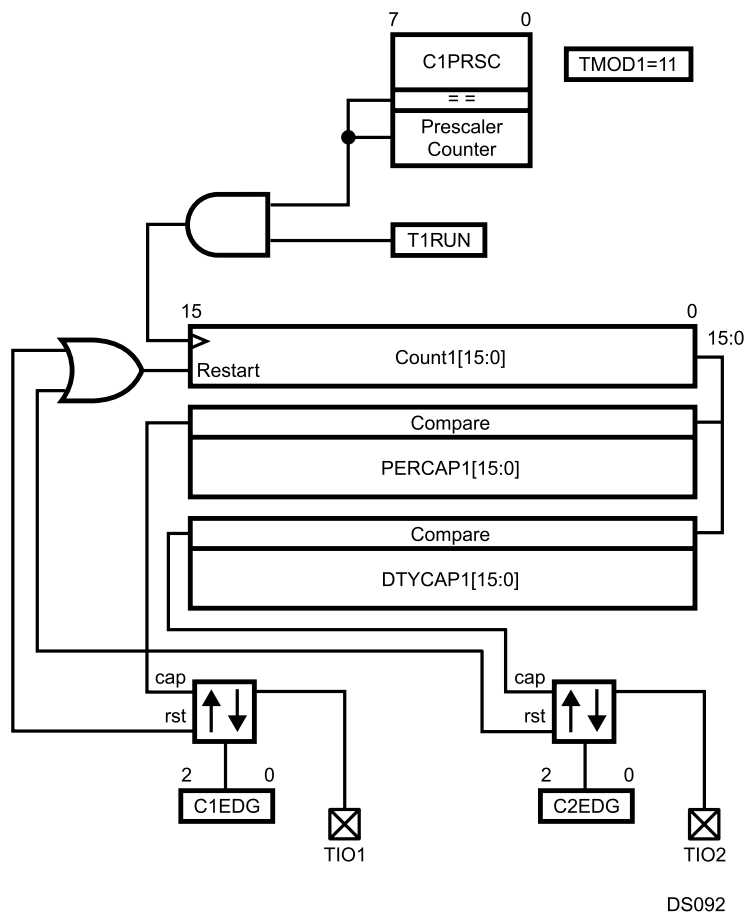 7 0
C1PRSC
TMOD1=11
= =
Prescaler
Counter
T1RUN
15 0
15:0
Count1[15:0]
Restart
Compare
PERCAP1[15:0]
Compare
DTYCAP1[15:0]
cap cap
rst rst
2 0 2 0
C1EDG C2EDG
TIO1 TIO2
DS092